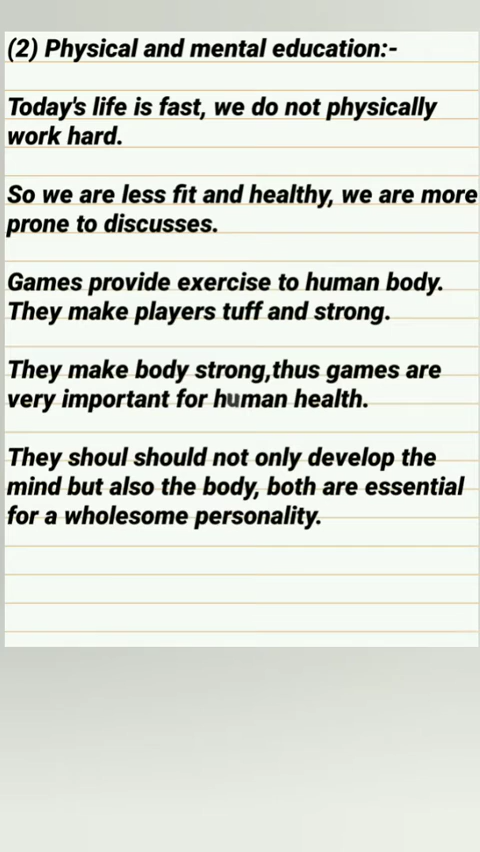 (2) Physical and mental education:-
Today's life is fast, we do not physically
work hard.
So we are less fit and healthy, we are more
prone to discusses.
Games provide exercise to human body.
They make players tuff and strong.
They make body strong,thus games are
very important for human health.
They shoul should not only develop the
mind but also the body, both are essential
for a wholesome personality.